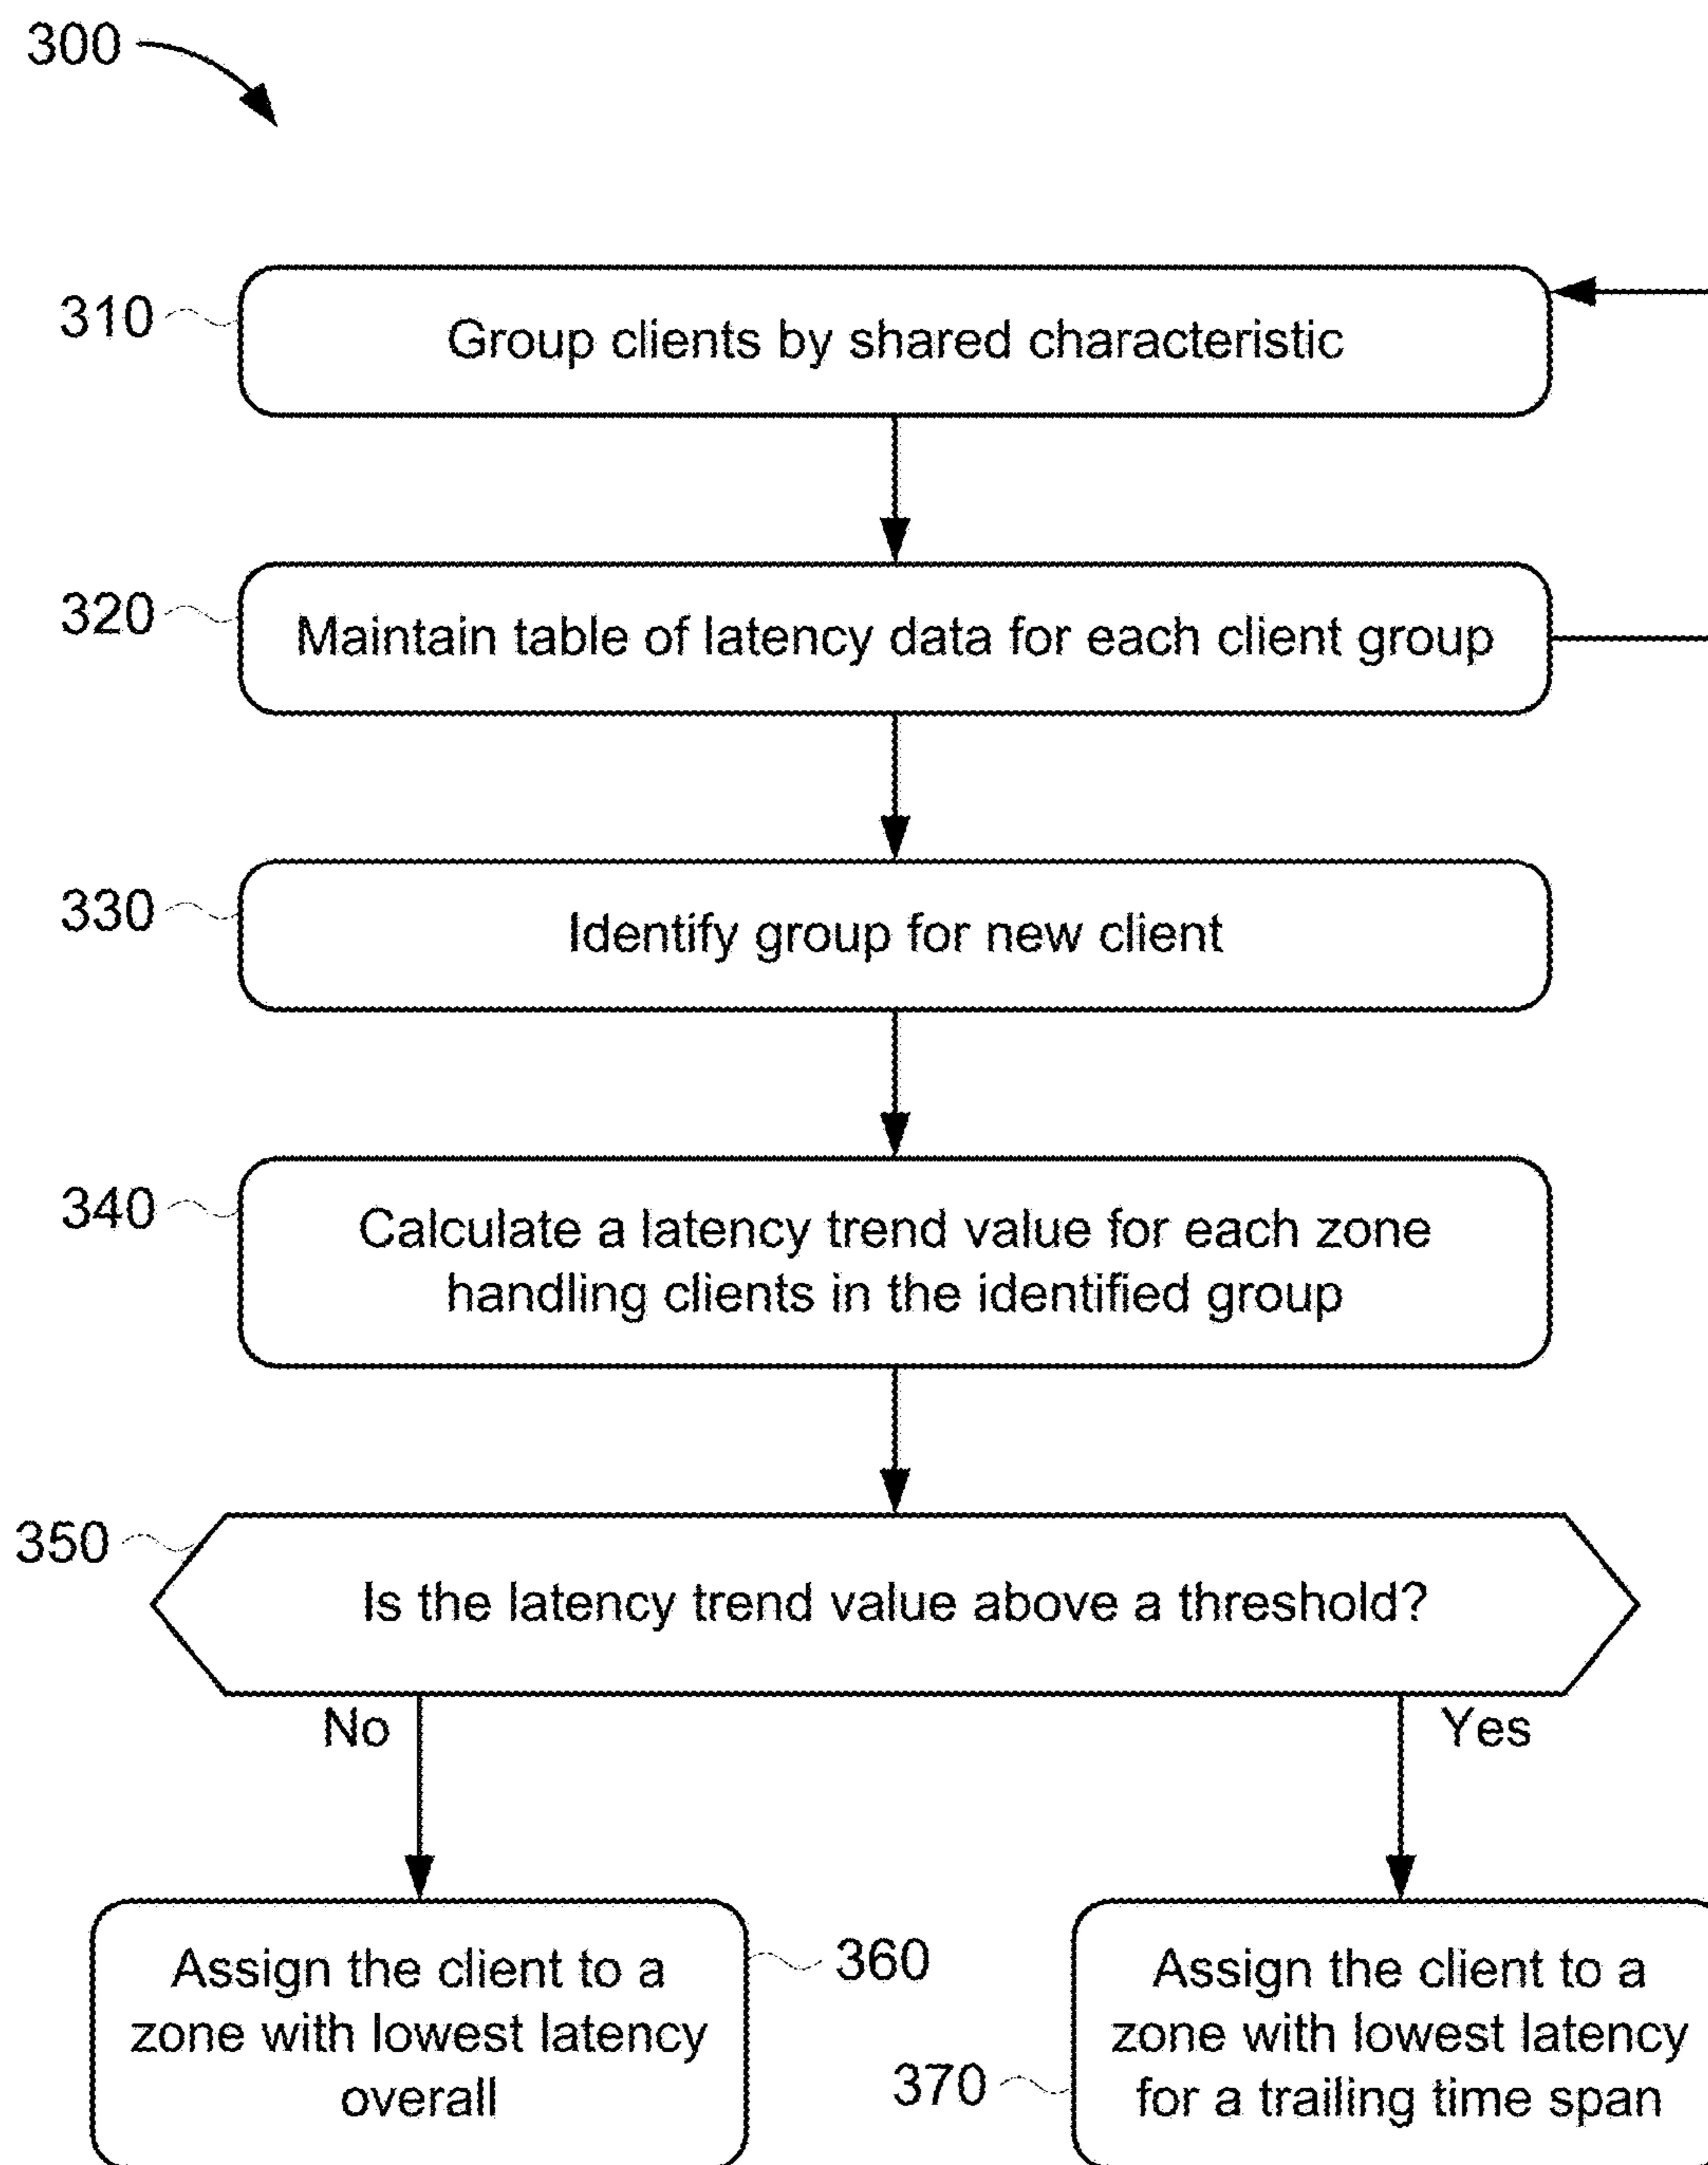 300
310
Group clients by shared characteristic
320
Maintain table of latency data for each client group
330
Identify group for new client
340
Calculate a latency trend value for each zone
handling clients in the identified group
350
Is the latency trend value above a threshold?
No
Yes
Assign the client to a
zone with lowest latency
overall
360
370
Assign the client to a
zone with lowest latency
for a trailing time span